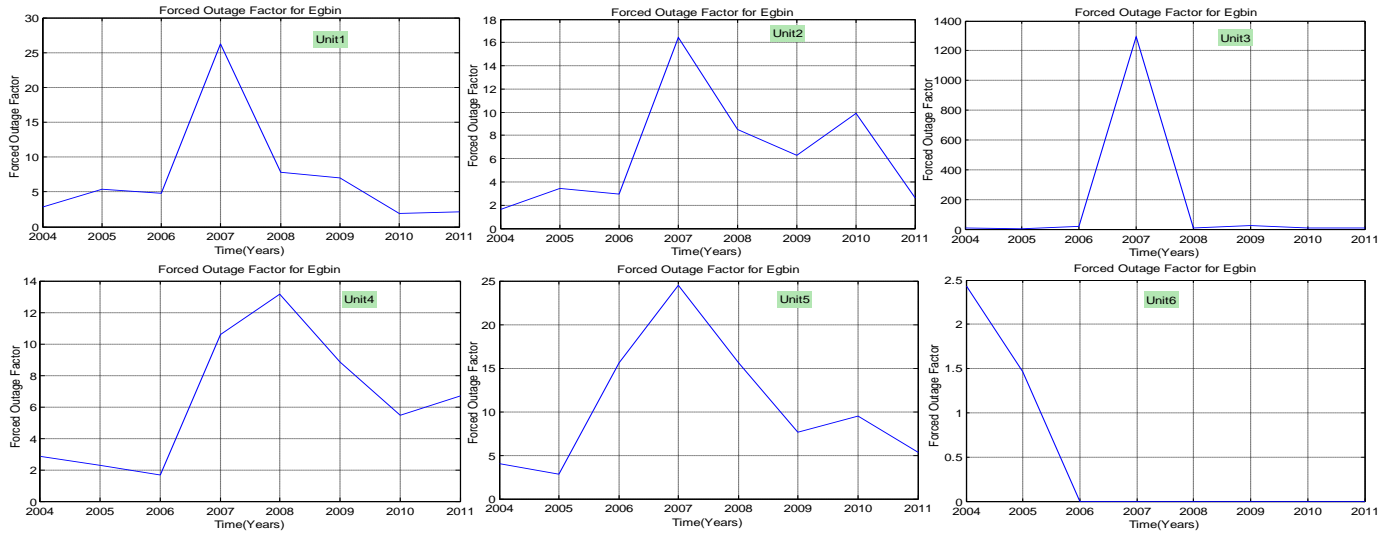 Forced Outage Factor for Egbin
Unit1
Forced Outage Factor
30
25
20
15
10
5
0
2004 2005 2006 2007 2008 2009 2010 2011
Time(Years)
Forced Outage Factor for Egbin
Unit2
Forced Outage Factor
18
16
14
12
10
8
6
4
2
0
2004 2005 2006 2007 2008 2009 2010 2011
Time(Years)
Forced Outage Factor for Egbin
Unit3
Forced Outage Factor
1400
1200
1000
800
600
400
200
0
2004 2005 2006 2007 2008 2009 2010 2011
Time(Years)
Forced Outage Factor for Egbin
Unit4
Forced Outage Factor
14
12
10
8
6
4
2
0
2004 2005 2006 2007 2008 2009 2010 2011
Time(Years)
Forced Outage Factor for Egbin
Unit5
Forced Outage Factor
25
20
15
10
5
0
2004 2005 2006 2007 2008 2009 2010 2011
Time(Years)
Forced Outage Factor for Egbin
Unit6
Forced Outage Factor
2.5
2
1.5
1
0.5
0
2004 2005 2006 2007 2008 2009 2010 2011
Time(Years)